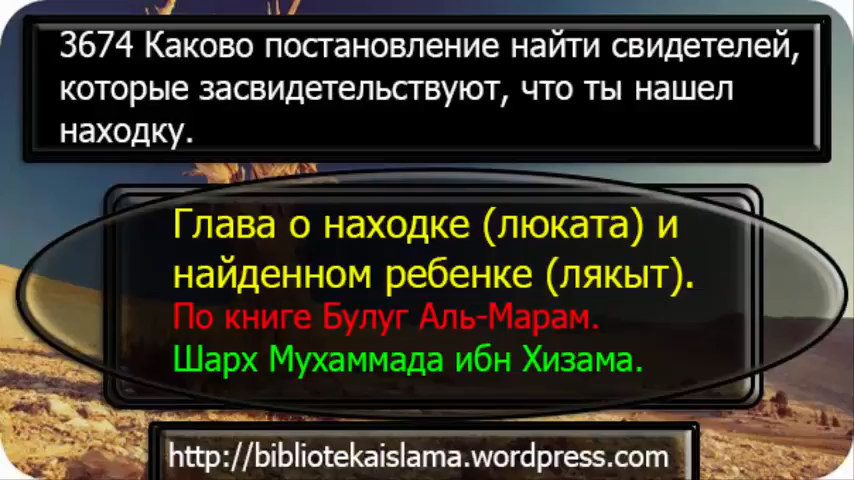 3674 Каково постановление найти свидетелей,
которые засвидетельствуют, что ты нашел
находку.
Глава о находке (люката) и
найденном ребенке (лякыт).
По книге Булуг Аль-Марам.
Шарх Мухаммада ибн Хизама.
http://bibliotekaislama.wordpress.com